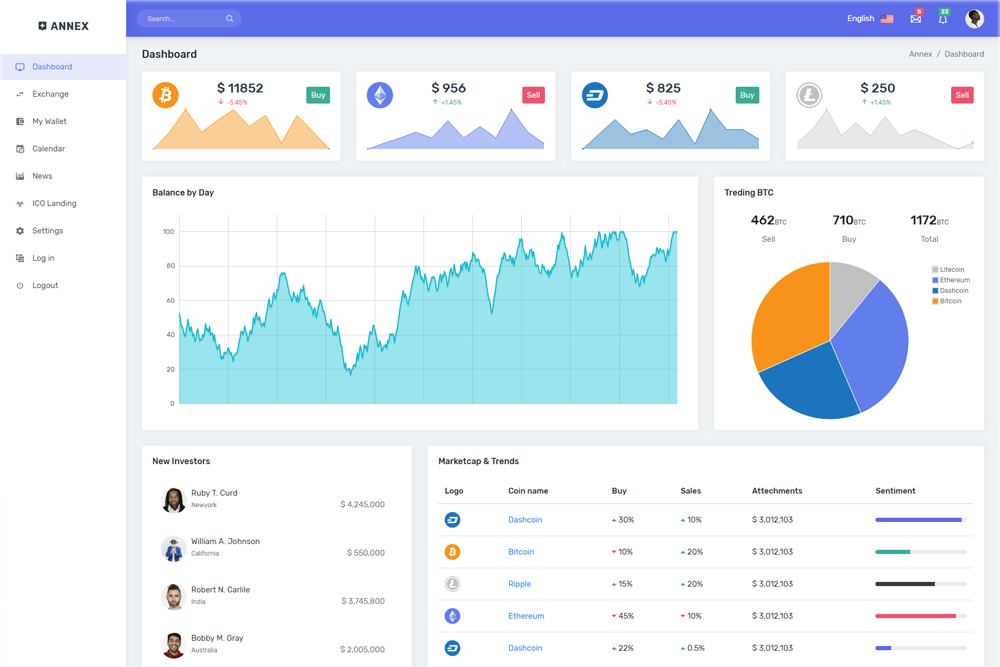 ANNEX
Search...
English
5
23
Dashboard
Exchange
My Wallet
Calendar
News
ICO Landing
Settings
Log in
Logout
Dashboard
Annex / Dashboard
$ 11852
-5.45%
Buy
$ 956
+1.45%
Sell
$ 825
-5.45%
Buy
$ 250
+1.45%
Sell
Balance by Day
100
80
60
40
20
0
Treding BTC
462BTC
Sell
710BTC
Buy
1172BTC
Total
Litecoin
Ethereum
Dashcoin
Bitcoin
New Investors
Ruby T. Curd
Newyork
$ 4,245,000
William A. Johnson
California
$ 550,000
Robert N. Carlile
India
$ 3,745,800
Bobby M. Gray
Australia
$ 2,005,000
Marketcap & Trends
Logo Coin name Buy Sales Attechments Sentiment
Dashcoin 30% 10% $ 3,012,103
Bitcoin 10% 20% $ 3,012,103
Ripple 15% 20% $ 3,012,103
Ethereum 45% 10% $ 3,012,103
Dashcoin 22% 0.5% $ 3,012,103